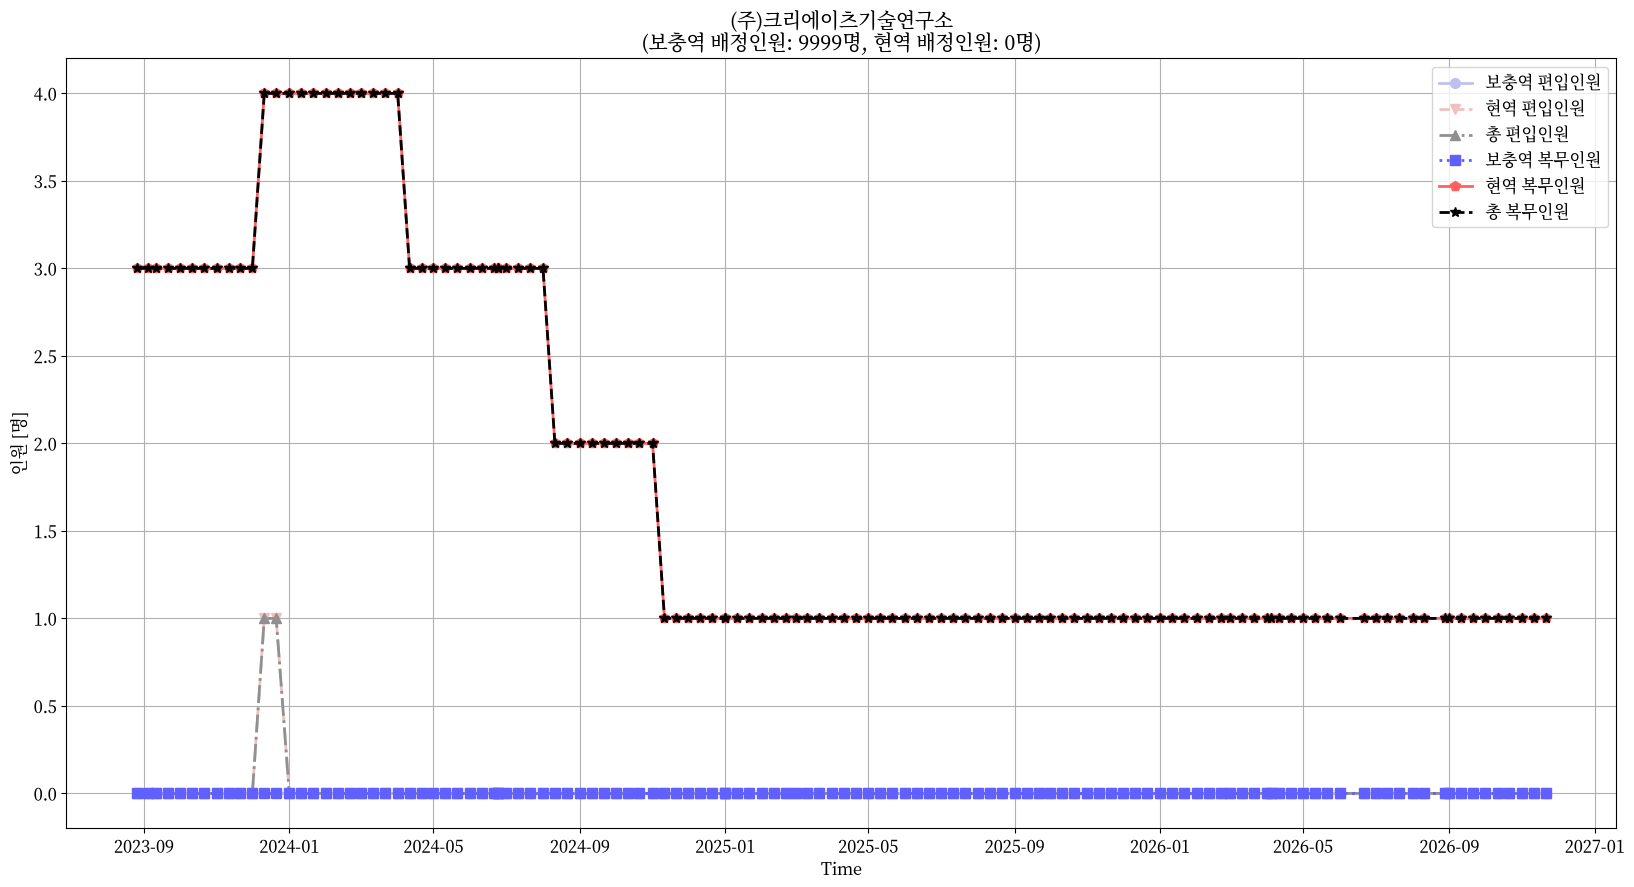 (주)크리에이츠기술연구소
(보충역 배정인원: 9999명, 현역 배정인원: 0명)
보충역 편입인원
현역 편입인원
총 편입인원
보충역 복무인원
현역 복무인원
총 복무인원
인원 [명]
4.0
3.5
3.0
2.5
2.0
1.5
1.0
0.5
0.0
2023-09 2024-01 2024-05 2024-09 2025-01 2025-05 2025-09 2026-01 2026-05 2026-09 2027-01
Time